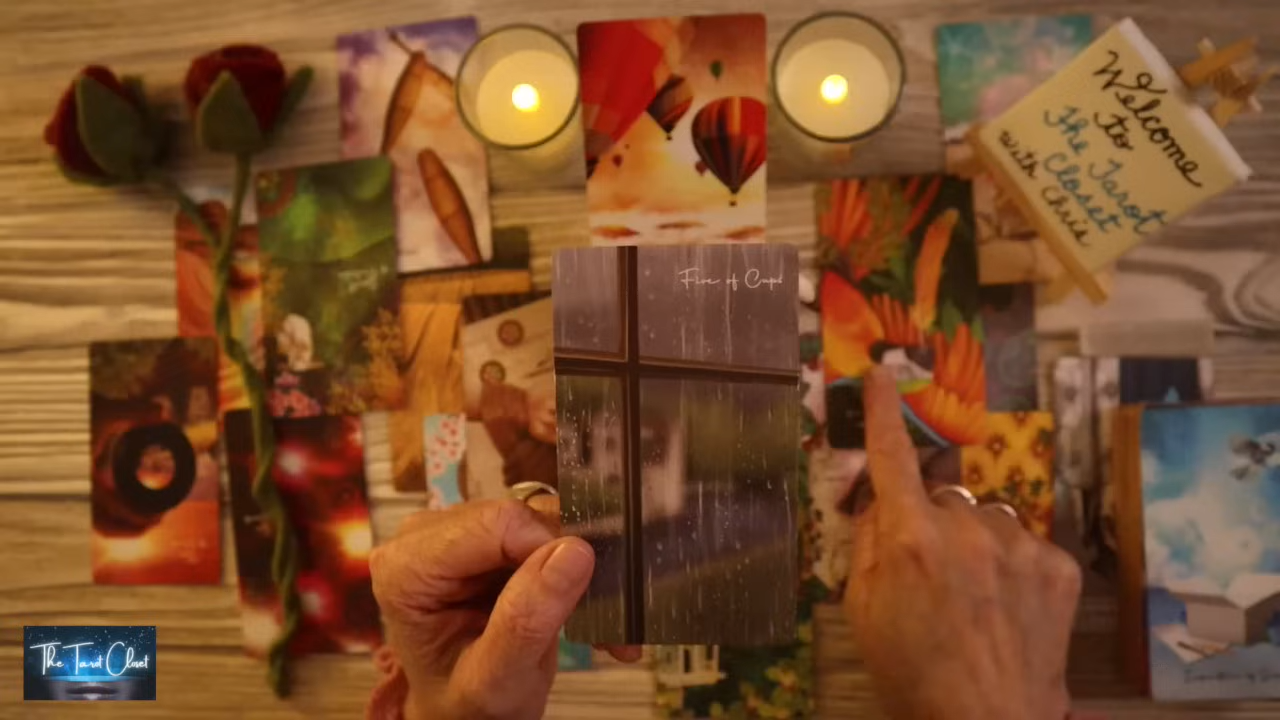 Five of Cups
Welcome
to
The Tarot
Closet
with Chris
The Tarot Closet